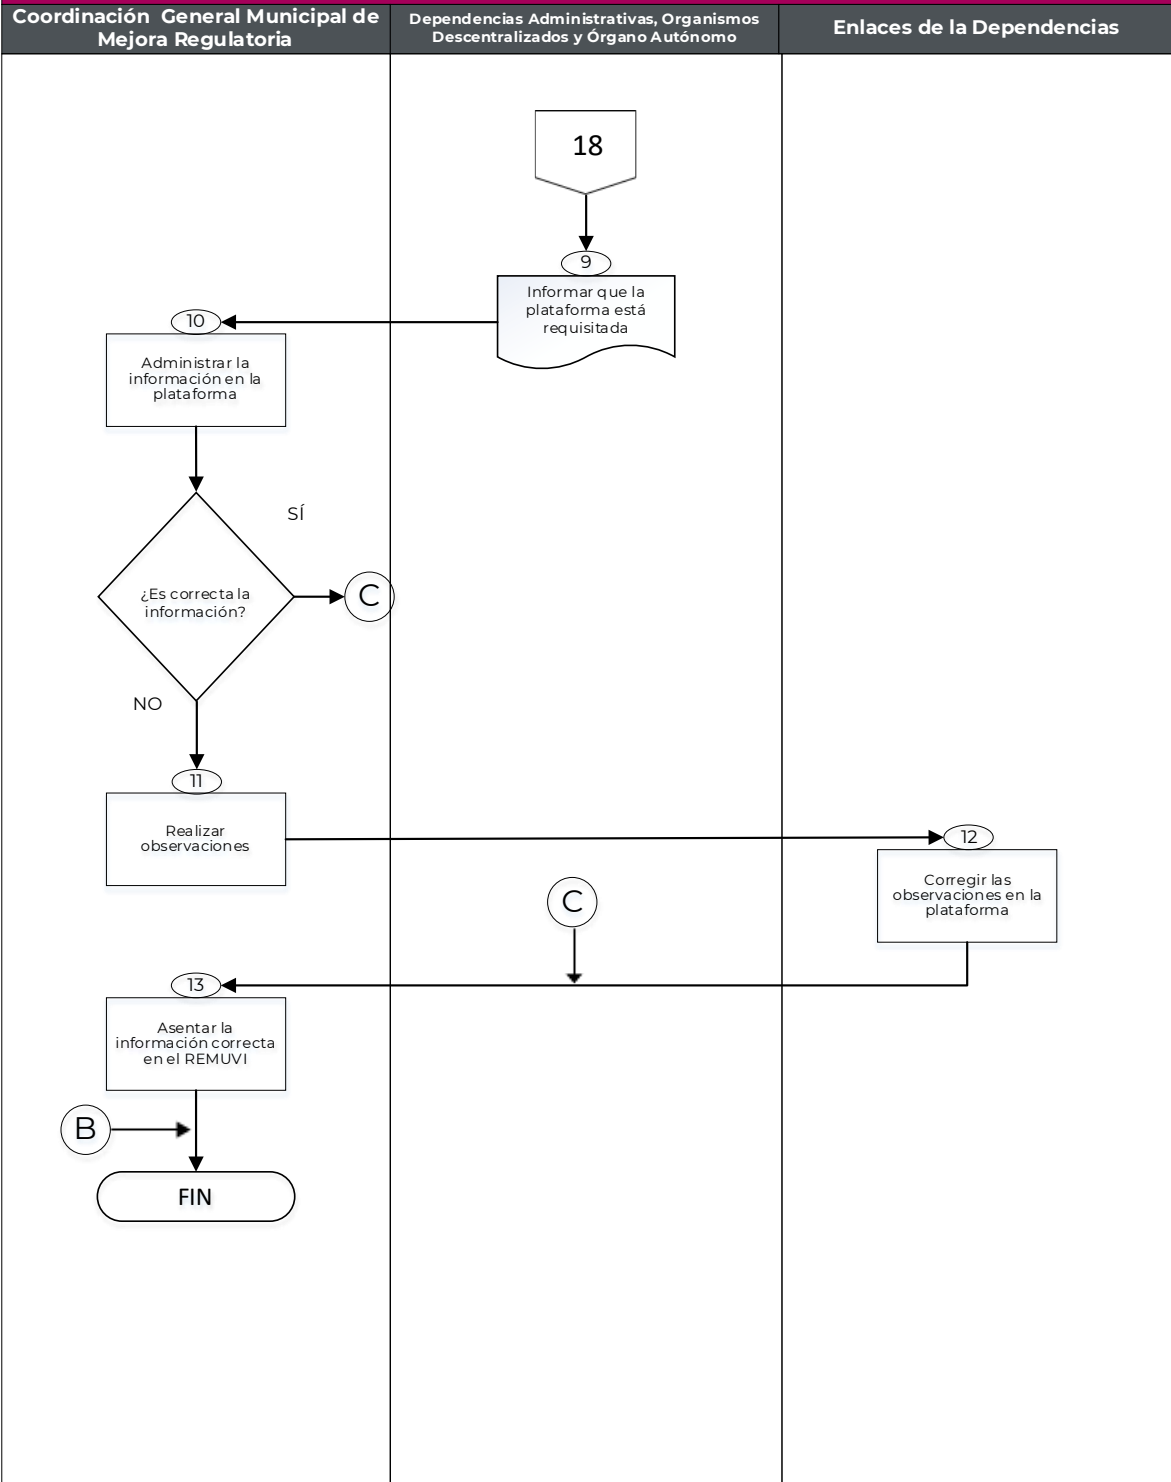 Coordinación  General Municipal de
Mejora Regulatoria
Dependencias Administrativas, Organismos
Descentralizados y Órgano Autónomo
Enlaces de la Dependencias
18
9
Informar que la
plataforma está
requisitada
10
Administrar la
información en la
plataforma
SÍ
¿Es correcta la
información?
C
NO
11
Realizar
observaciones
12
Corregir las
observaciones en la
plataforma
C
13
Asentar la
información correcta
en el REMUVI
B
FIN